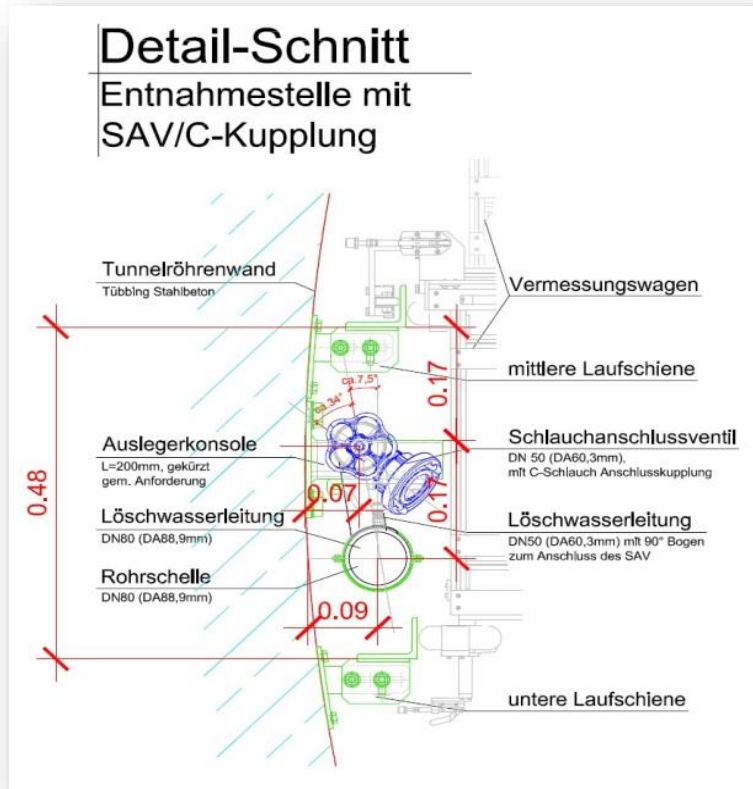 Detail-Schnitt
Entnahmestelle mit
SAV/C-Kupplung
Tunnelröhrenwand
Tübbing Stahlbeton
Vermessungswagen
mittlere Laufschiene
0.17
ca.7,5°
ca.34°
Auslegerkonsole
L=200mm, gekürzt
gem. Anforderung
Schlauchanschlussventil
DN 50 (DA60,3mm),
mit C-Schlauch Anschlusskupplung
0.48
0.07
0.17
Löschwasserleitung
DN80 (DA88,9mm)
Löschwasserleitung
DN50 (DA60,3mm) mit 90° Bogen
zum Anschluss des SAV
Rohrschelle
DN80 (DA88,9mm)
0.09
untere Laufschiene